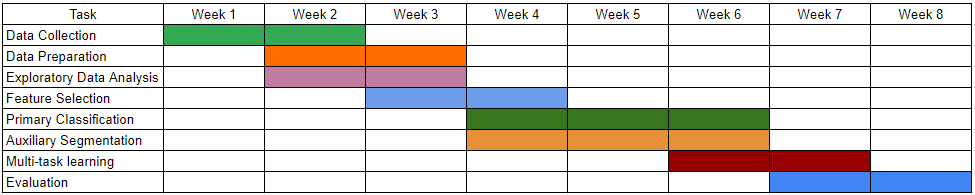 Task Week 1 Week 2 Week 3 Week 4 Week 5 Week 6 Week 7 Week 8
Data Collection
Data Preparation
Exploratory Data Analysis
Feature Selection
Primary Classification
Auxiliary Segmentation
Multi-task learning
Evaluation